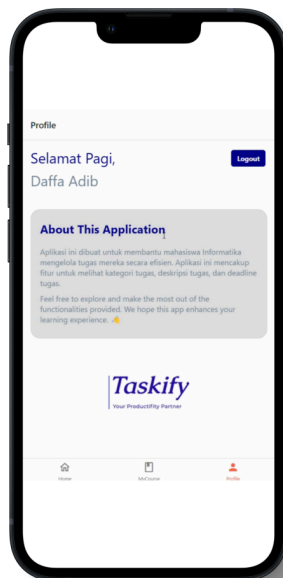 Profile
Selamat Pagi,
Logout
Daffa Adib
About This Application
Aplikasi ini dibuat untuk membantu mahasiswa Informatika
mengelola tugas mereka secara efisien. Aplikasi ini mencakup
fitur untuk melihat kategori tugas, deskripsi tugas, dan deadline
tugas.
Feel free to explore and make the most out of the
functionalities provided. We hope this app enhances your
learning experience.
Taskify
Your Productifity Partner
Home
Profile